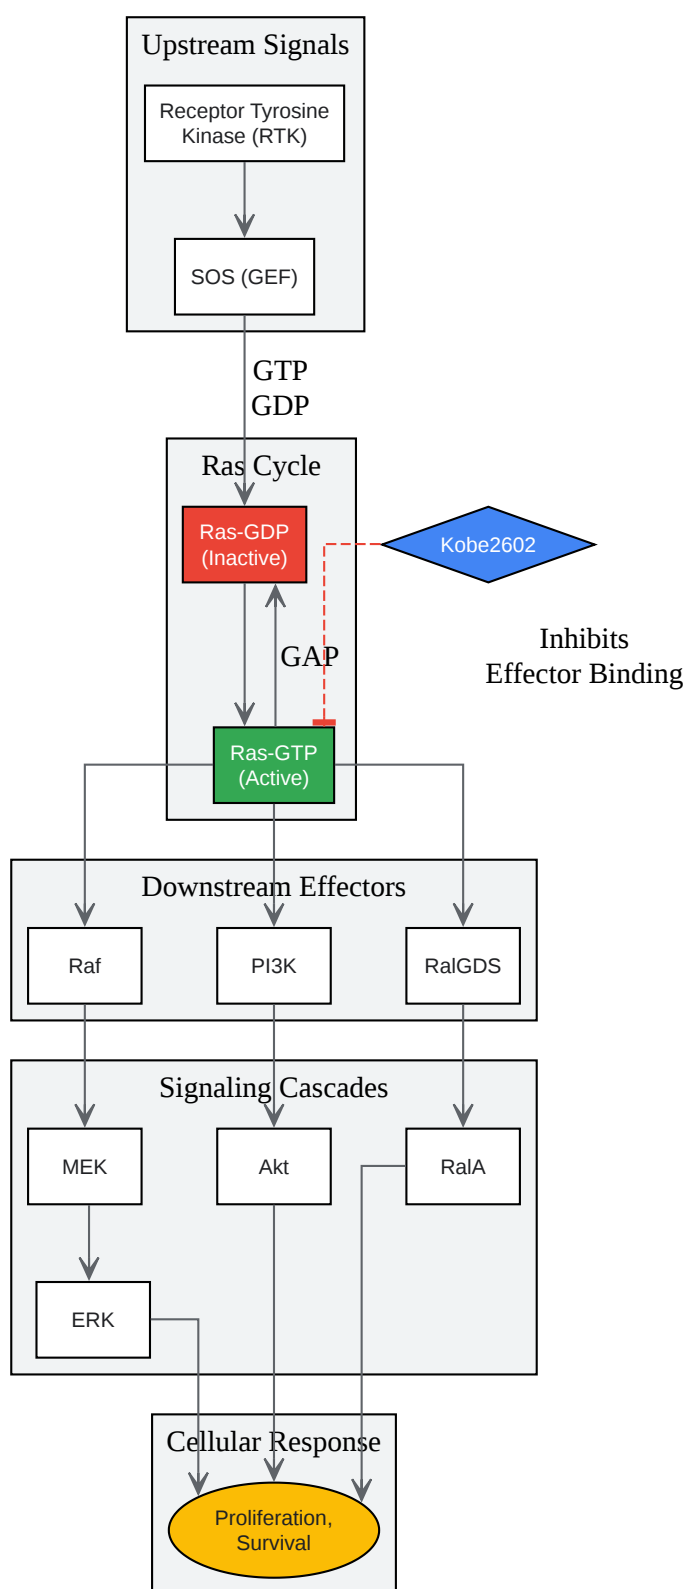 Upstream Signals
Receptor Tyrosine
Kinase (RTK)
SOS (GEF)
GTP
GDP
Ras Cycle
Ras-GDP
(Inactive)
Kobe2602
Inhibits
Effector Binding
GAP
Ras-GTP
(Active)
Downstream Effectors
Raf
PI3K
RalGDS
Signaling Cascades
MEK
Akt
RalA
ERK
Cellular Response
Proliferation,
Survival